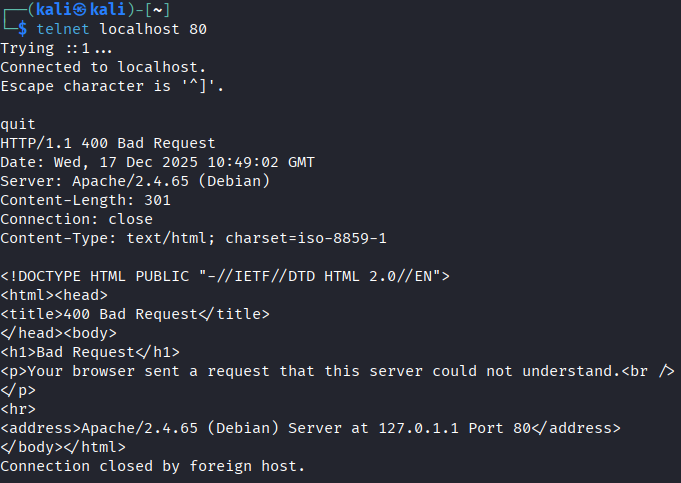 ┌──(kali㉿kali)-[~]
└─$ telnet localhost 80
Trying ::1...
Connected to localhost.
Escape character is '^]'.

quit
HTTP/1.1 400 Bad Request
Date: Wed, 17 Dec 2025 10:49:02 GMT
Server: Apache/2.4.65 (Debian)
Content-Length: 301
Connection: close
Content-Type: text/html; charset=iso-8859-1

<!DOCTYPE HTML PUBLIC "-//IETF//DTD HTML 2.0//EN">
<html><head>
<title>400 Bad Request</title>
</head><body>
<h1>Bad Request</h1>
<p>Your browser sent a request that this server could not understand.<br />
</p>
<hr>
<address>Apache/2.4.65 (Debian) Server at 127.0.1.1 Port 80</address>
</body></html>
Connection closed by foreign host.